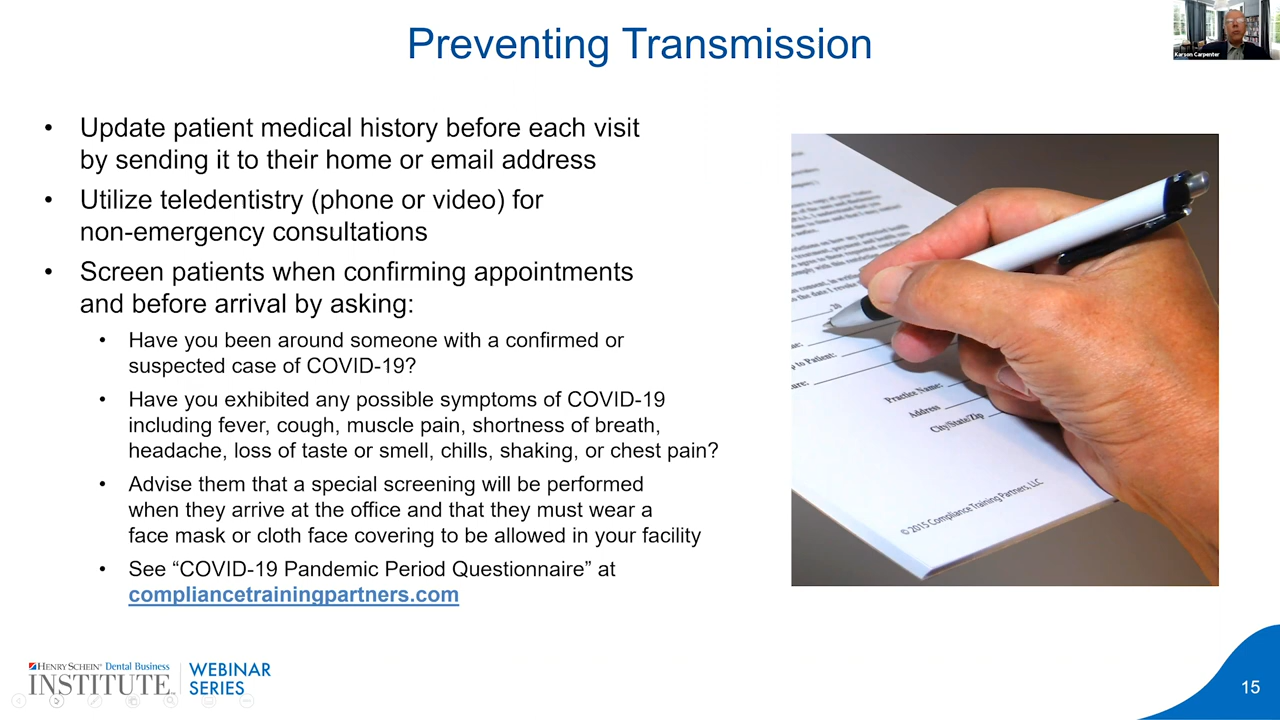 Preventing Transmission
Karson Carpenter
• Update patient medical history before each visit
by sending it to their home or email address
• Utilize teledentistry (phone or video) for
non-emergency consultations
• Screen patients when confirming appointments
and before arrival by asking:
• Have you been around someone with a confirmed or
suspected case of COVID-19?
• Have you exhibited any possible symptoms of COVID-19
including fever, cough, muscle pain, shortness of breath,
headache, loss of taste or smell, chills, shaking, or chest pain?
• Advise them that a special screening will be performed
when they arrive at the office and that they must wear a
face mask or cloth face covering to be allowed in your facility
• See “COVID-19 Pandemic Period Questionnaire” at
compliancetrainingpartners.com
to Patient:
Practice Name:
Address
City/State/Zip
© 2015 Compliance Training Partners, LLC
HENRY SCHEIN® Dental Business
INSTITUTE™
WEBINAR
SERIES
15